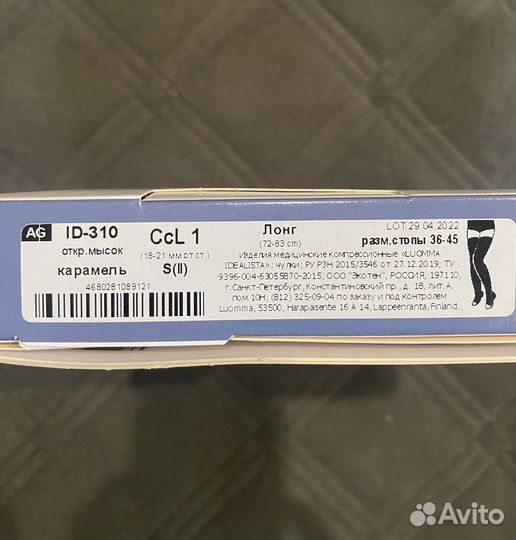 AG ID-310
откр.мысок
карамель
4680281089121
CcL 1
(18-21 мм рт ст.)
S(II)
Лонг
(72-83 cm)
LOT 29.04.2022
разм.стопы 36-45
Изделия медицинские компрессионные «LUOMMA
IDEALISTA»: чулки; РУ РЗН 2015/3546 от 27.12.2019; ТУ
9396-004-63055870-2015; ООО "Экотен", РОССИЯ, 197110,
г.Санкт-Петербург, Константиновский пр., д. 18, лит. А,
пом.10Н, (812) 325-09-04 по заказу и под контролем
Luomma, 53500, Harapaisentie 16 A 14, Lappeenranta, Finland,
Avito